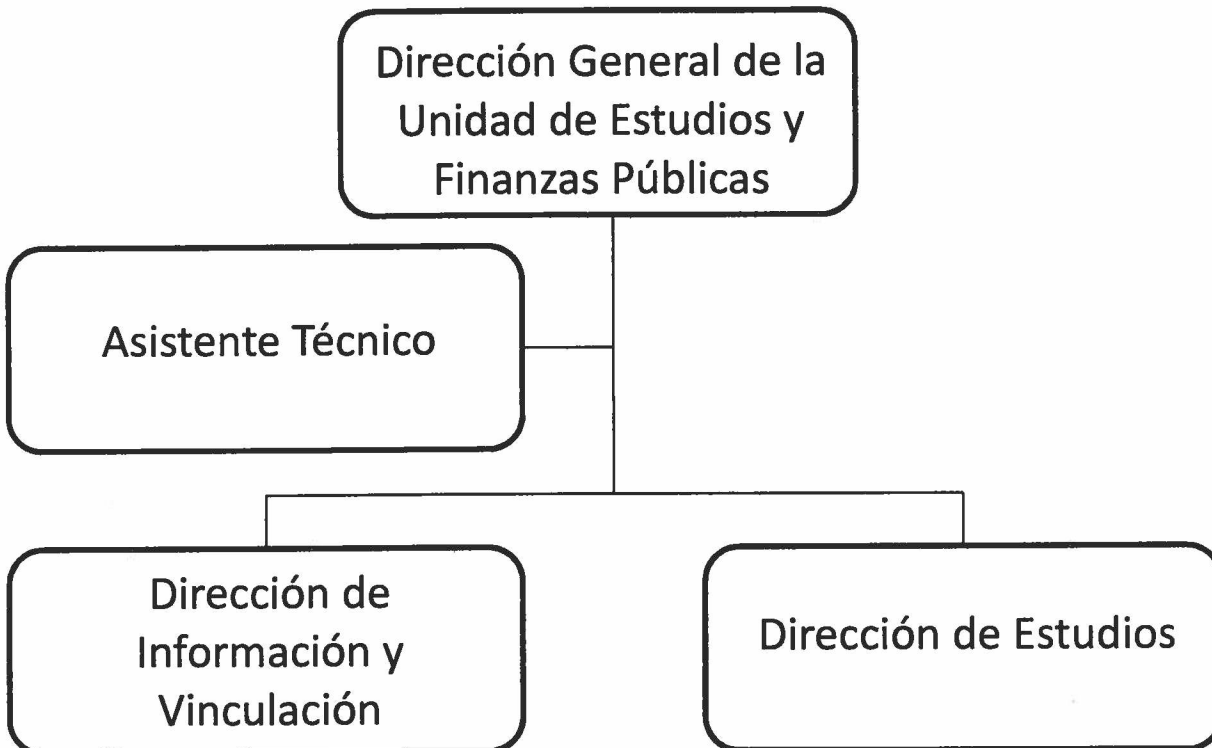 Dirección General de la
Unidad de Estudios y
Finanzas Públicas
Asistente Técnico
Dirección de
Información y
Vinculación
Dirección de Estudios